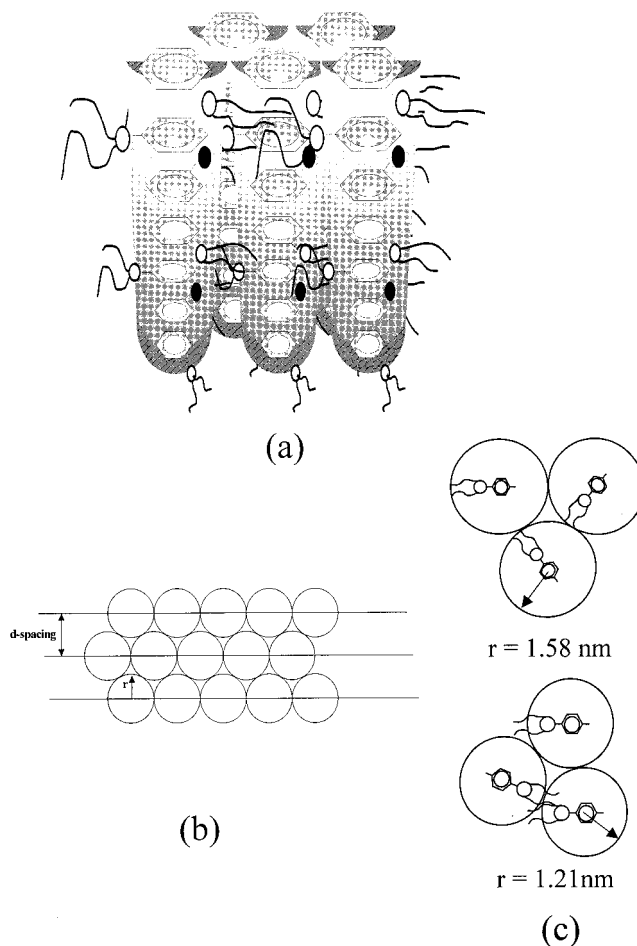 (a)
d-spacing
r
(b)
r = 1.58 nm
r = 1.21nm
(c)